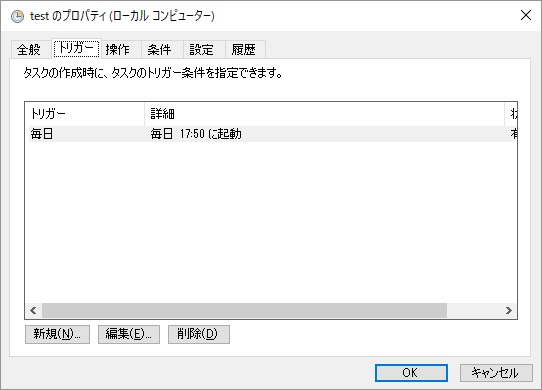 test のプロパティ (ローカル コンピューター)
全般 トリガー 操作 条件 設定 履歴
タスクの作成時に、タスクのトリガー条件を指定できます。
トリガー 詳細 状
毎日 毎日 17:50 に起動 有
新規(N)... 編集(E)... 削除(D)
OK キャンセル